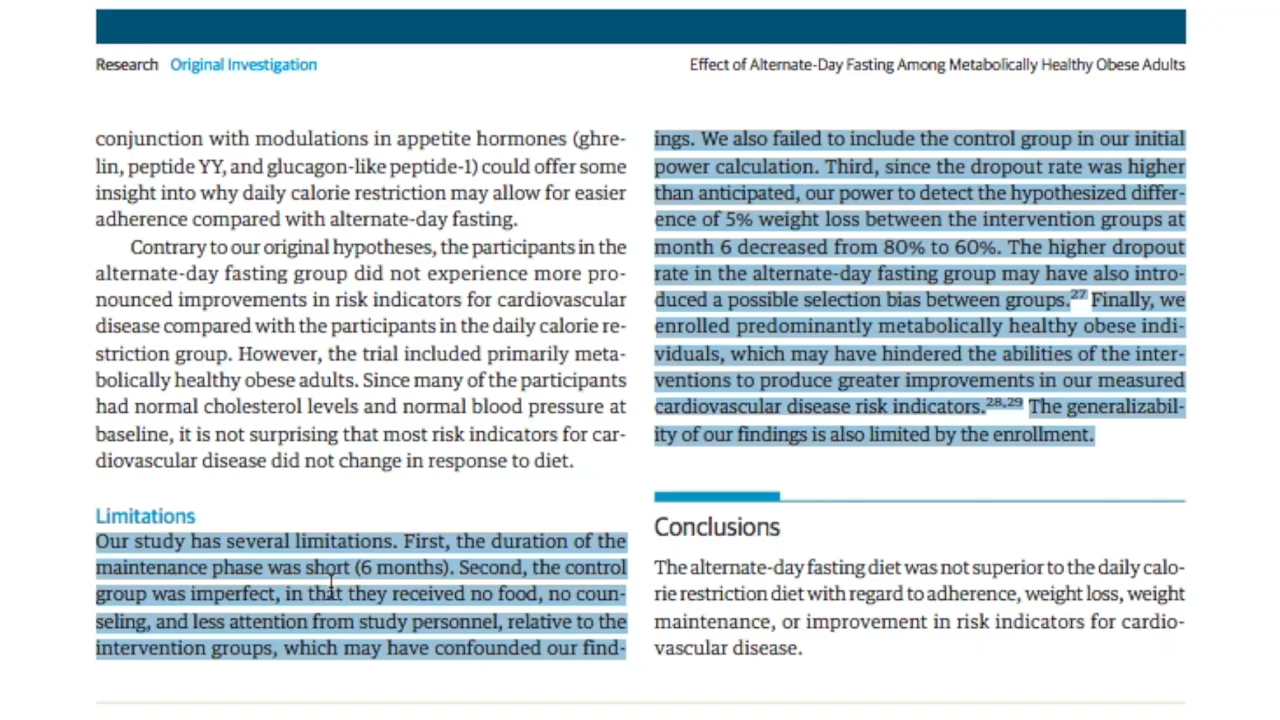 Research Original Investigation
Effect of Alternate-Day Fasting Among Metabolically Healthy Obese Adults
conjunction with modulations in appetite hormones (ghre-
lin, peptide YY, and glucagon-like peptide-1) could offer some
insight into why daily calorie restriction may allow for easier
adherence compared with alternate-day fasting.
Contrary to our original hypotheses, the participants in the
alternate-day fasting group did not experience more pro-
nounced improvements in risk indicators for cardiovascular
disease compared with the participants in the daily calorie re-
striction group. However, the trial included primarily meta-
bolically healthy obese adults. Since many of the participants
had normal cholesterol levels and normal blood pressure at
baseline, it is not surprising that most risk indicators for car-
diovascular disease did not change in response to diet.
Limitations
Our study has several limitations. First, the duration of the
maintenance phase was short (6 months). Second, the control
group was imperfect, in that they received no food, no coun-
seling, and less attention from study personnel, relative to the
intervention groups, which may have confounded our find-
ings. We also failed to include the control group in our initial
power calculation. Third, since the dropout rate was higher
than anticipated, our power to detect the hypothesized differ-
ence of 5% weight loss between the intervention groups at
month 6 decreased from 80% to 60%. The higher dropout
rate in the alternate-day fasting group may have also intro-
duced a possible selection bias between groups.27 Finally, we
enrolled predominantly metabolically healthy obese indi-
viduals, which may have hindered the abilities of the inter-
ventions to produce greater improvements in our measured
cardiovascular disease risk indicators.28,29 The generalizabil-
ity of our findings is also limited by the enrollment.
Conclusions
The alternate-day fasting diet was not superior to the daily calo-
rie restriction diet with regard to adherence, weight loss, weight
maintenance, or improvement in risk indicators for cardio-
vascular disease.